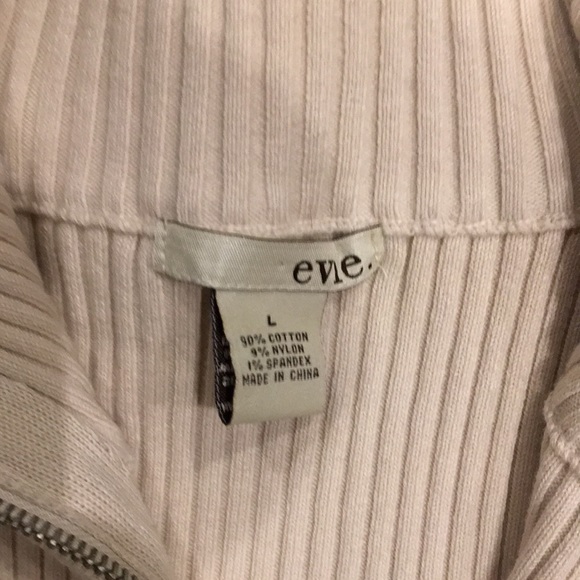 eve.
L
90% COTTON
9% NYLON
1% SPANDEX
MADE IN CHINA